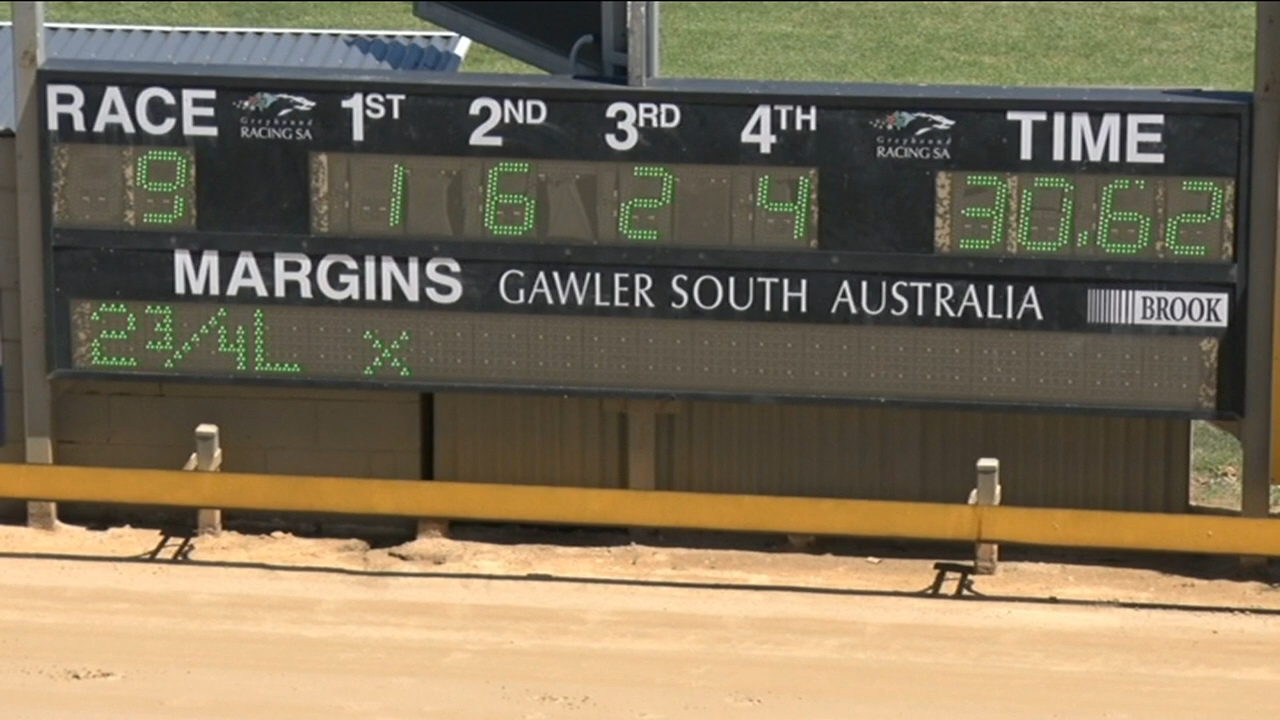 RACE Greyhound RACING SA 1ST 2ND 3RD 4TH Greyhound RACING SA TIME
9 1 6 2 4 30.62
MARGINS GAWLER SOUTH AUSTRALIA BROOK
2 3/4L x